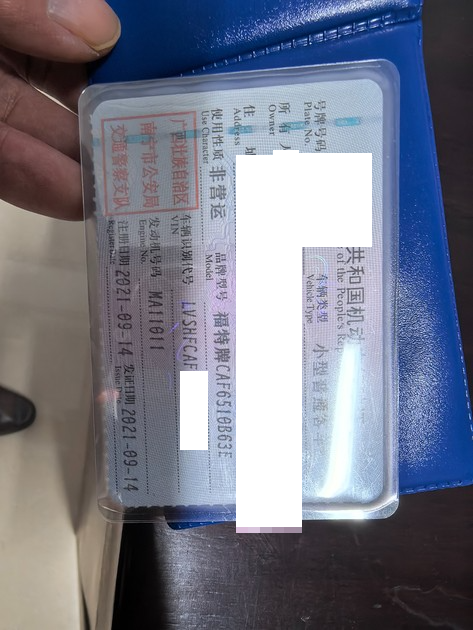 共和国机动
of the People's Rep
号牌号码
Plate No.
车辆类型
Vehicle Type
小型普通客车
所有人
Owner
住 址
Address
使用性质
Use Character
非营运
品牌型号
Model
福特牌CAF6510B63E
广西壮族自治区
南宁市公安局
交通警察支队
车辆识别代号
VIN
LVSHFCAF
发动机号码
Engine No.
MA11011
注册日期
Register Date
2021-09-14
发证日期
Issue Date
2021-09-14